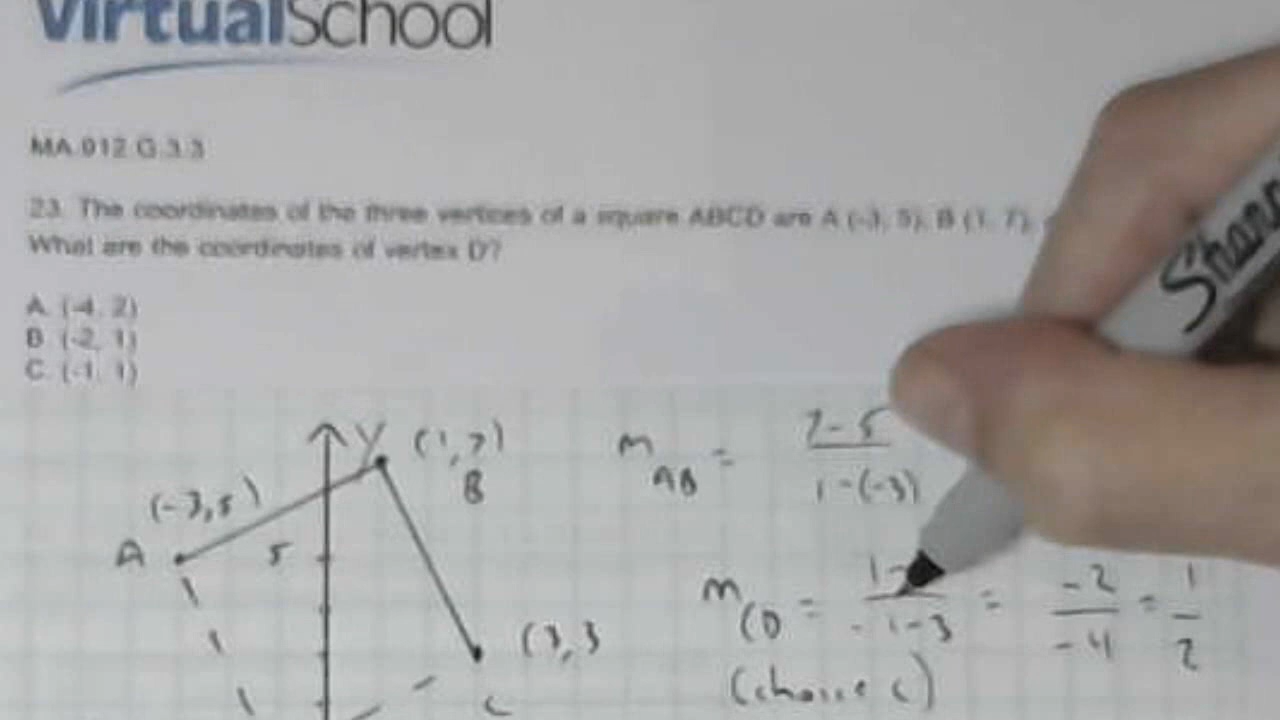 VirtualSchool
MA.912.G.3.3
23. The coordinates of the three vertices of a square ABCD are A (-3, 5), B (1, 7),
What are the coordinates of vertex D?
A. (-4, 2)
B. (-2, 1)
C. (-1, 1)
Y (1,7)
B
(-3,5)
A
5
(3,3
C
m AB = 7-5
1-(-3)
m CD = 1- = -2 = 1
-1-3 -4 2
(choice C)
Sharp